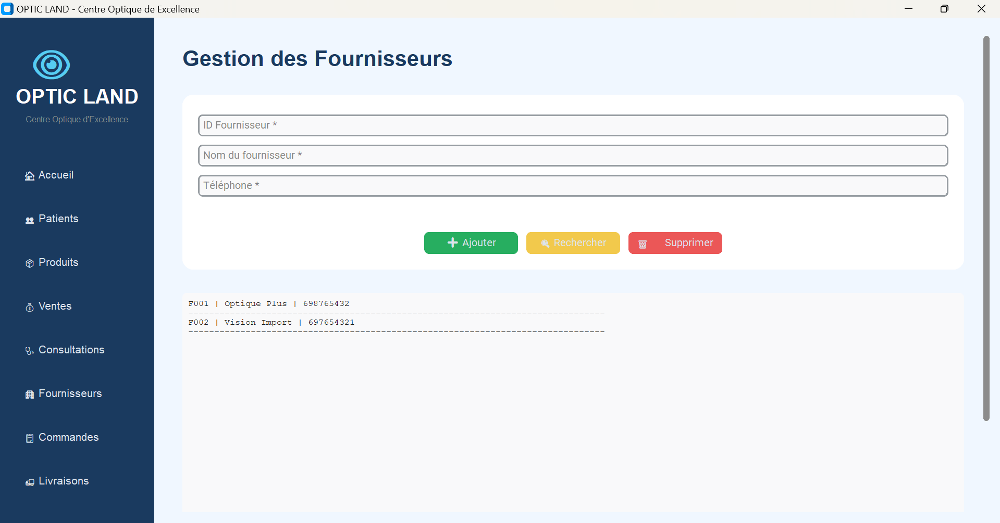 OPTIC LAND - Centre Optique de Excellence
OPTIC LAND
Centre Optique d'Excellence
Accueil
Patients
Produits
Ventes
Consultations
Fournisseurs
Commandes
Livraisons
Gestion des Fournisseurs
ID Fournisseur *
Nom du fournisseur *
Téléphone *
Ajouter
Rechercher
Supprimer
F001 | Optique Plus | 698765432
--------------------------------------------------------------------------------
F002 | Vision Import | 697654321
--------------------------------------------------------------------------------